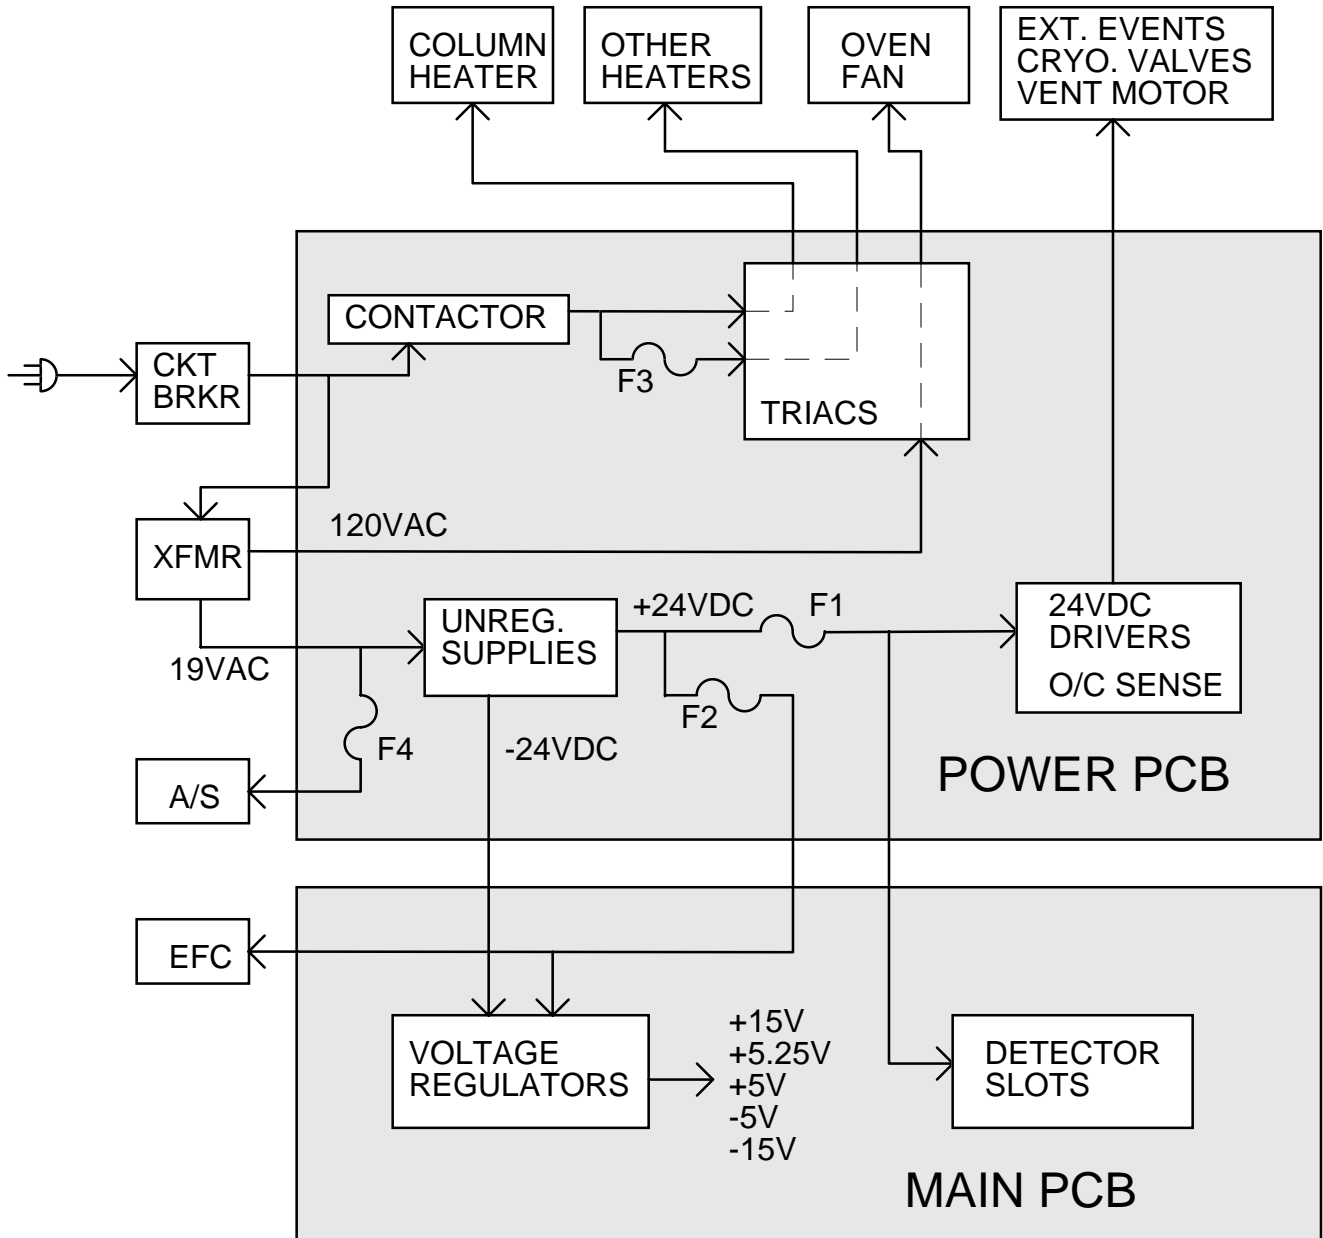 COLUMN
HEATER
OTHER
HEATERS
OVEN
FAN
EXT. EVENTS
CRYO. VALVES
VENT MOTOR
CONTACTOR
CKT
BRKR
F3
TRIACS
XFMR
120VAC
19VAC
UNREG.
SUPPLIES
+24VDC
F1
F2
24VDC
DRIVERS
O/C SENSE
F4
-24VDC
A/S
POWER PCB
EFC
VOLTAGE
REGULATORS
+15V
+5.25V
+5V
-5V
-15V
DETECTOR
SLOTS
MAIN PCB